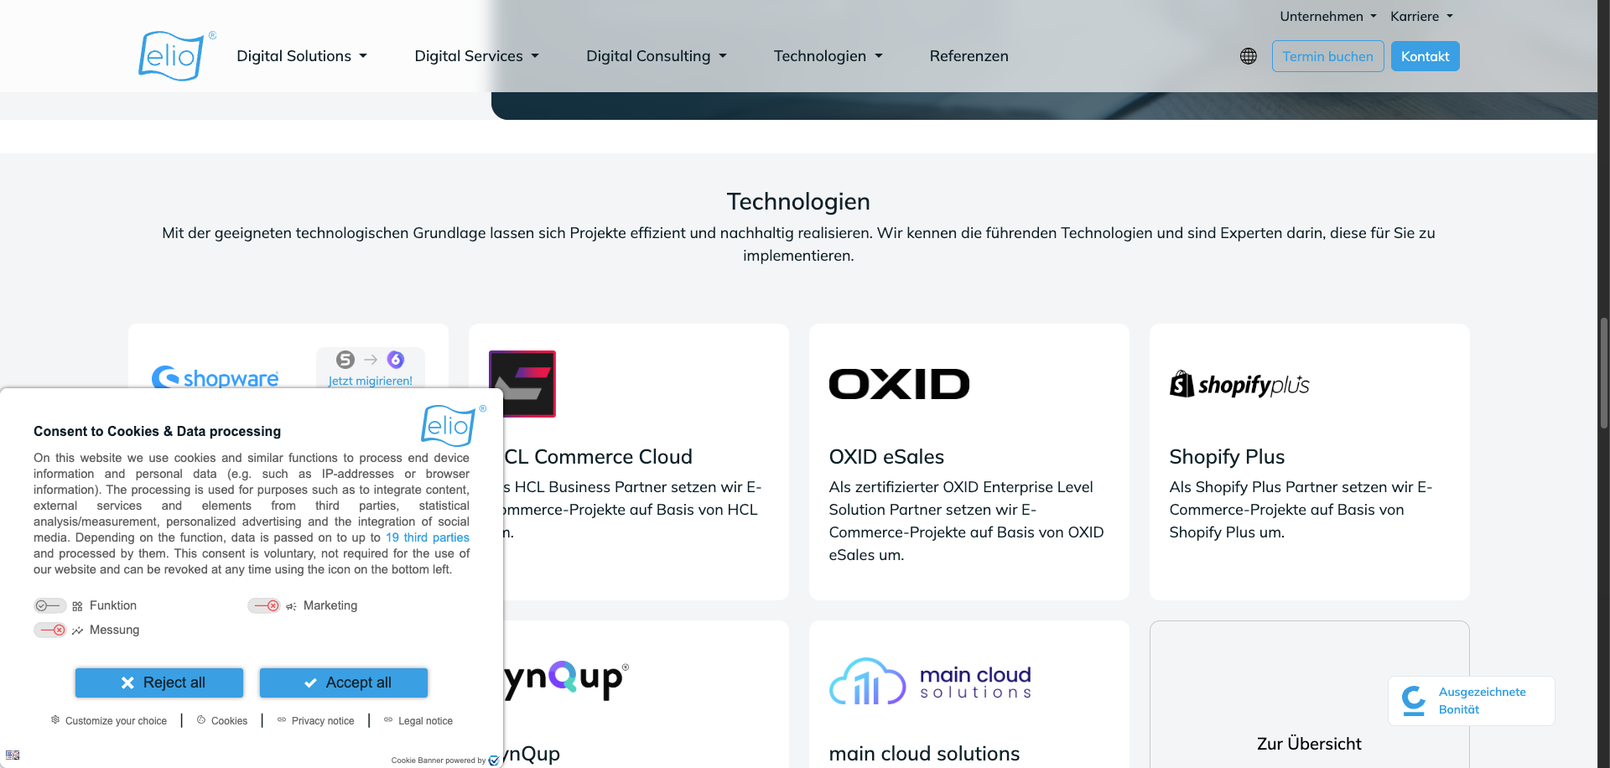 Unternehmen
Karriere
elio®
Digital Solutions
Digital Services
Digital Consulting
Technologien
Referenzen
Termin buchen
Kontakt
Technologien
Mit der geeigneten technologischen Grundlage lassen sich Projekte effizient und nachhaltig realisieren. Wir kennen die führenden Technologien und sind Experten darin, diese für Sie zu
implementieren.
shopware
5 → 6
Jetzt migirieren!
CL Commerce Cloud
s HCL Business Partner setzen wir E-
ommerce-Projekte auf Basis von HCL
m.
OXID
OXID eSales
Als zertifizierter OXID Enterprise Level
Solution Partner setzen wir E-
Commerce-Projekte auf Basis von OXID
eSales um.
shopifyplus
Shopify Plus
Als Shopify Plus Partner setzen wir E-
Commerce-Projekte auf Basis von
Shopify Plus um.
elio®
Consent to Cookies & Data processing
On this website we use cookies and similar functions to process end device
information and personal data (e.g. such as IP-addresses or browser
information). The processing is used for purposes such as to integrate content,
external services and elements from third parties, statistical
analysis/measurement, personalized advertising and the integration of social
media. Depending on the function, data is passed on to up to 19 third parties
and processed by them. This consent is voluntary, not required for the use of
our website and can be revoked at any time using the icon on the bottom left.
Funktion
Marketing
Messung
Reject all
Accept all
Customize your choice | Cookies | Privacy notice | Legal notice
Cookie Banner powered by
ynQup®
ynQup
main cloud
solutions
main cloud solutions
Zur Übersicht
Ausgezeichnete
Bonität